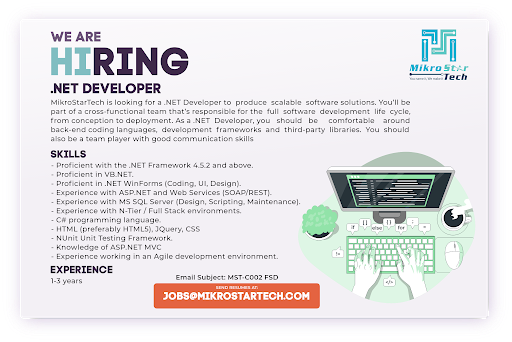 WE ARE
HIRING
.NET DEVELOPER
MikroStarTech is looking for a .NET Developer to produce scalable software solutions. You'll be
part of a cross-functional team that's responsible for the full software development life cycle,
from conception to deployment. As a .NET Developer, you should be comfortable around
back-end coding languages, development frameworks and third-party libraries. You should
also be a team player with good communication skills
SKILLS
- Proficient with the .NET Framework 4.5.2 and above.
- Proficient in VB.NET.
- Proficient in .NET WinForms (Coding, UI, Design).
- Experience with ASP.NET and Web Services (SOAP/REST).
- Experience with MS SQL Server (Design, Scripting, Maintenance).
- Experience with N-Tier / Full Stack environments.
- C# programming language.
- HTML (preferably HTML5), JQuery, CSS
- NUnit Unit Testing Framework.
- Knowledge of ASP.NET MVC
- Experience working in an Agile development environment.
EXPERIENCE
1-3 years
Email Subject: MST-C002 FSD
SEND RESUMES AT:
JOBS@MIKROSTARTECH.COM
Mikro Star
Tech
if
else
for